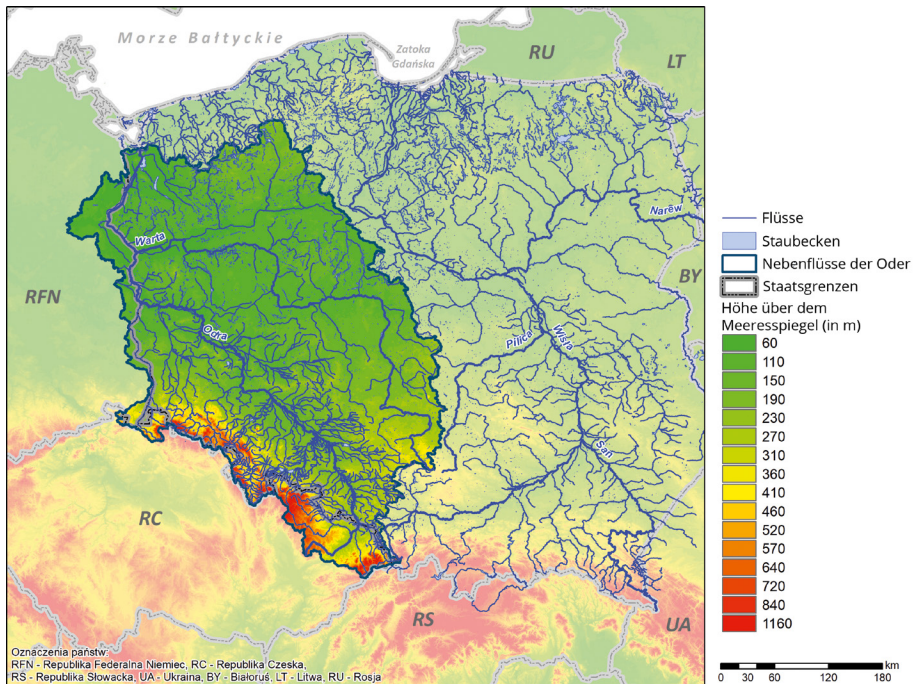 Morze Bałtyckie
Zatoka
Gdańska
RU
LT
Narew
BY
Warta
RFN
Odra
Pilica
Wisła
San
RC
RS
UA
Oznaczenia państw:
RFN - Republika Federalna Niemiec, RC - Republika Czeska,
RS - Republika Słowacka, UA - Ukraina, BY - Białoruś, LT - Litwa, RU - Rosja
Flüsse
Staubecken
Nebenflüsse der Oder
Staatsgrenzen
Höhe über dem
Meeresspiegel (in m)
60
110
150
190
230
270
310
360
410
460
520
570
640
720
840
1160
km
0 30 60 120 180